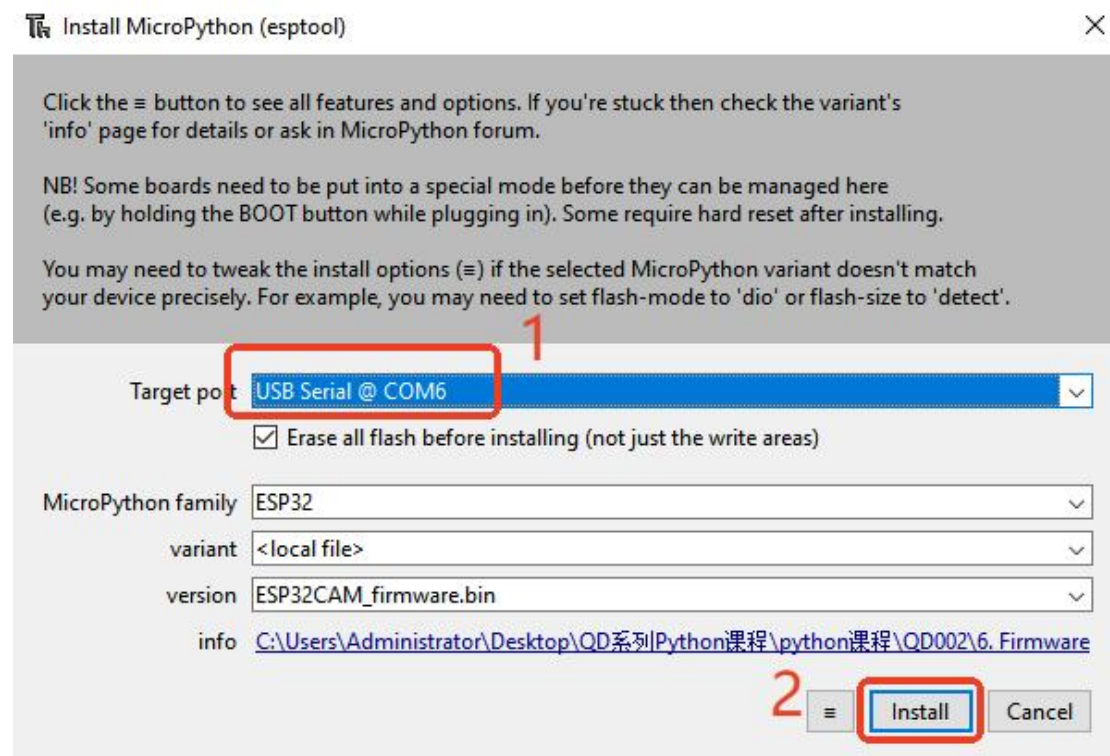 Install MicroPython (esptool)
Click the ≡ button to see all features and options. If you're stuck then check the variant's
'info' page for details or ask in MicroPython forum.
NB! Some boards need to be put into a special mode before they can be managed here
(e.g. by holding the BOOT button while plugging in). Some require hard reset after installing.
You may need to tweak the install options (≡) if the selected MicroPython variant doesn't match
your device precisely. For example, you may need to set flash-mode to 'dio' or flash-size to 'detect'.
1
Target port USB Serial @ COM6
Erase all flash before installing (not just the write areas)
MicroPython family ESP32
variant <local file>
version ESP32CAM_firmware.bin
info C:\Users\Administrator\Desktop\QD系列Python课程\python课程\QD002\6. Firmware
2 ≡ Install Cancel